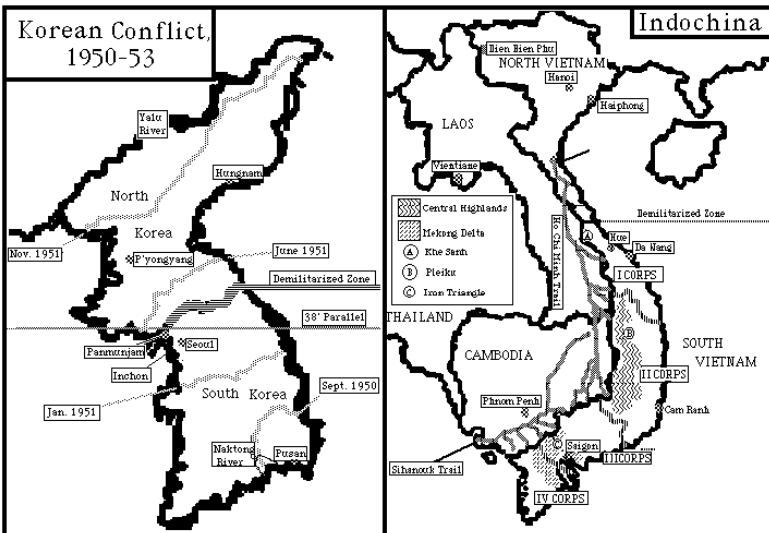 Korean Conflict,
1950-53
Yalu
River
North
Hungnam
Korea
Nov. 1951
P'yongyang
June 1951
Demilitarized Zone
38' Parallel
Panmunjam
Seoul
Inchon
Jan. 1951
South Korea
Sept. 1950
Naktong
River
Pusan
Indochina
Dien Bien Phu
NORTH VIETNAM
Hanoi
Haiphong
LAOS
Vientiane
Central Highlands
Mekong Delta
A Khe Sanh
B Pleiku
C Iron Triangle
Ho Chi Minh Trail
Demilitarized Zone
A
Hue
Da Nang
I CORPS
THAILAND
CAMBODIA
B
SOUTH
VIETNAM
II CORPS
Phnom Penh
Cam Ranh
C
Saigon
III CORPS
Sihanouk Trail
IV CORPS